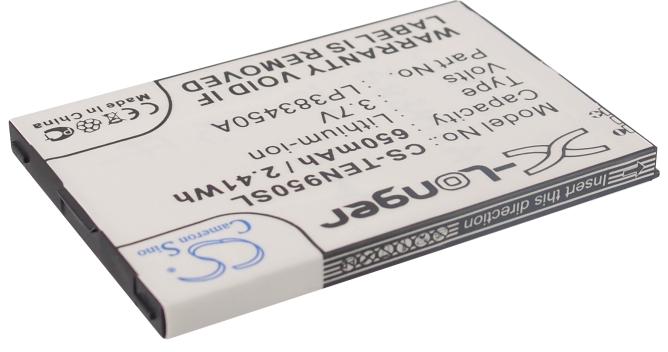 X-Longer
Insert this direction
Model No. CS-TEN950SL
Capacity 650mAh / 2.41Wh
Type Lithium-Ion
Volts 3.7V
Part No. LP383450A
WARRANTY VOID IF
LABEL IS REMOVED
Made in China
CS
Cameron Sino